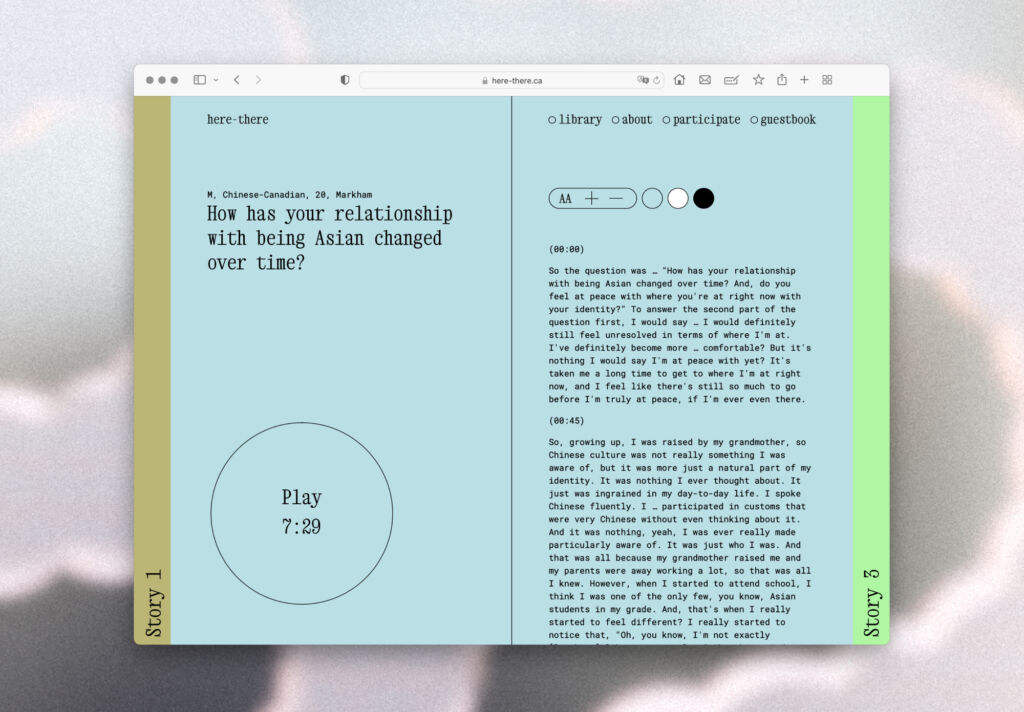 here-there.ca
here-there
library about participate guestbook
M, Chinese-Canadian, 20, Markham
How has your relationship
with being Asian changed
over time?
Play
7:29
Story 1
AA + —
(00:00)
So the question was … "How has your relationship
with being Asian changed over time? And, do you
feel at peace with where you're at right now with
your identity?" To answer the second part of the
question first, I would say … I would definitely
still feel unresolved in terms of where I'm at.
I've definitely become more … comfortable? But it's
nothing I would say I'm at peace with yet? It's
taken me a long time to get to where I'm at right
now, and I feel like there's still so much to go
before I'm truly at peace, if I'm ever even there.
(00:45)
So, growing up, I was raised by my grandmother, so
Chinese culture was not really something I was
aware of, but it was more just a natural part of my
identity. It was nothing I ever thought about. It
just was ingrained in my day-to-day life. I spoke
Chinese fluently. I … participated in customs that
were very Chinese without even thinking about it.
And it was nothing, yeah, I was ever really made
particularly aware of. It was just who I was. And
that was all because my grandmother raised me and
my parents were away working a lot, so that was all
I knew. However, when I started to attend school, I
think I was one of the only few, you know, Asian
students in my grade. And, that's when I really
started to feel different? I really started to
notice that, "Oh, you know, I'm not exactly
Story 3